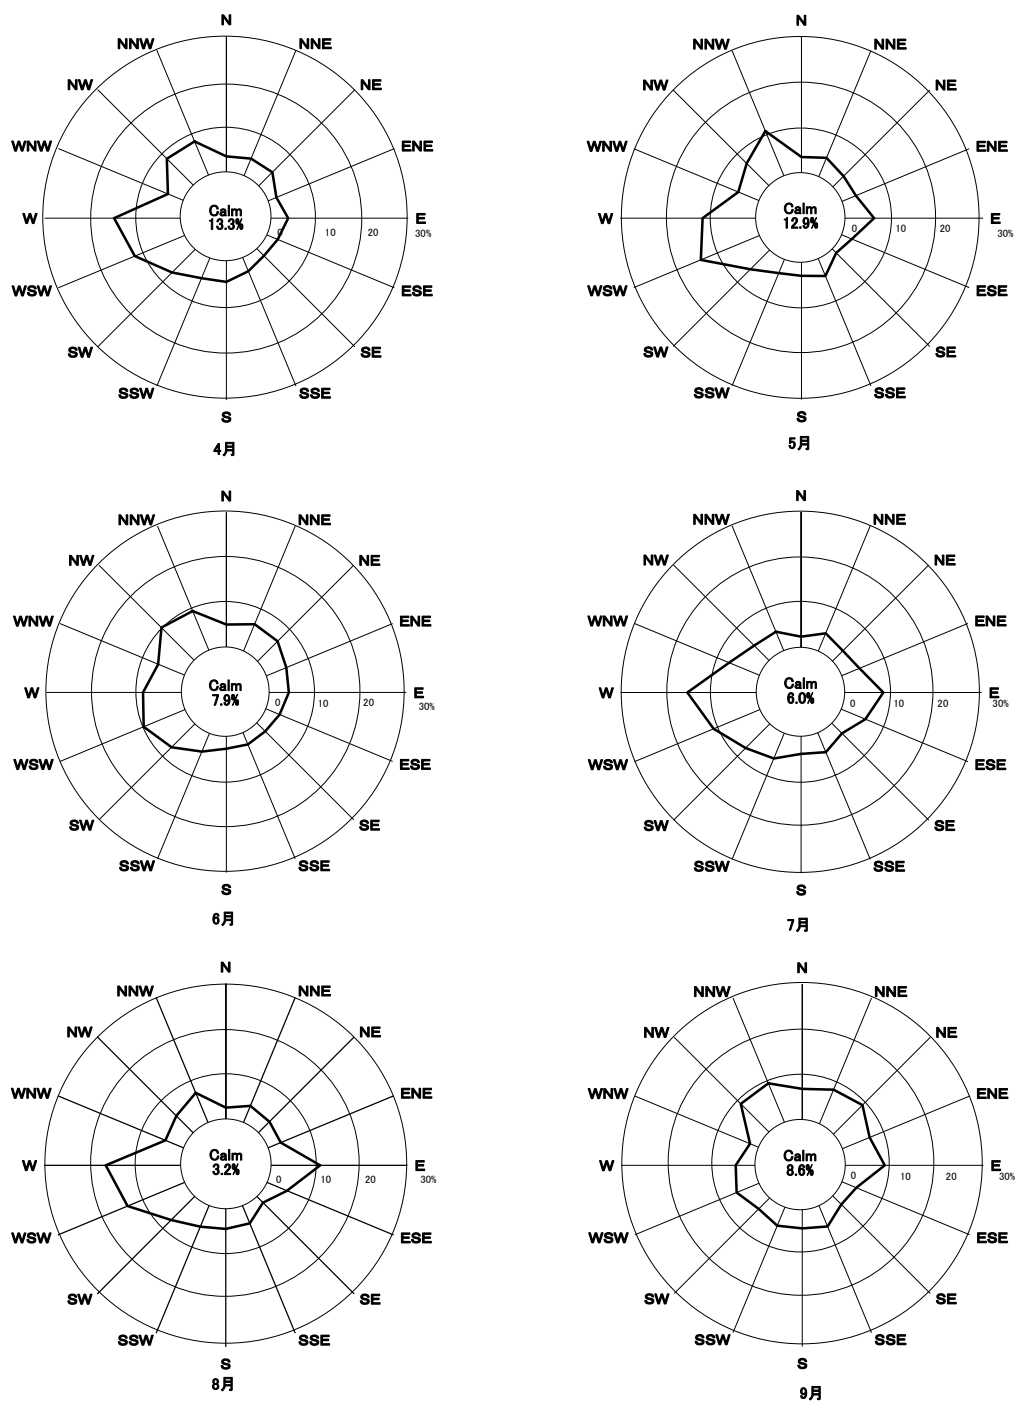 N
NNW NNE
NW NE
WNW ENE
Calm
W 13.3% E
0 10 20 30%
WSW ESE
SW SE
SSW SSE
S
4月
N
NNW NNE
NW NE
WNW ENE
Calm
W 12.9% E
0 10 20 30%
WSW ESE
SW SE
SSW SSE
S
5月
N
NNW NNE
NW NE
WNW ENE
Calm
W 7.9% E
0 10 20 30%
WSW ESE
SW SE
SSW SSE
S
6月
N
NNW NNE
NW NE
WNW ENE
Calm
W 6.0% E
0 10 20 30%
WSW ESE
SW SE
SSW SSE
S
7月
N
NNW NNE
NW NE
WNW ENE
Calm
W 3.2% E
0 10 20 30%
WSW ESE
SW SE
SSW SSE
S
8月
N
NNW NNE
NW NE
WNW ENE
Calm
W 8.6% E
0 10 20 30%
WSW ESE
SW SE
SSW SSE
S
9月